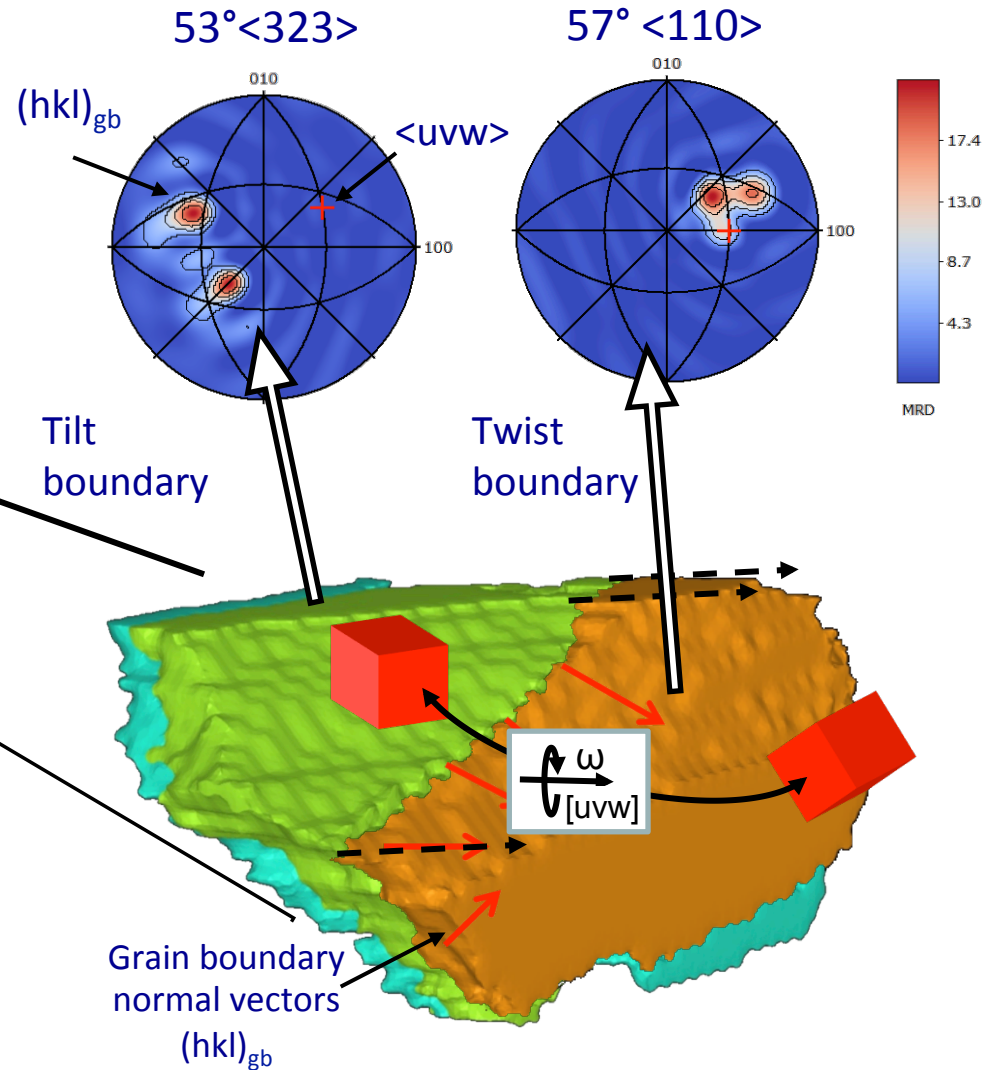 53°<323>
57° <110>
010
010
(hkl)gb
<uvw>
100
100
17.4
13.0
8.7
4.3
MRD
Tilt
boundary
Twist
boundary
ω
[uvw]
Grain boundary
normal vectors
(hkl)gb